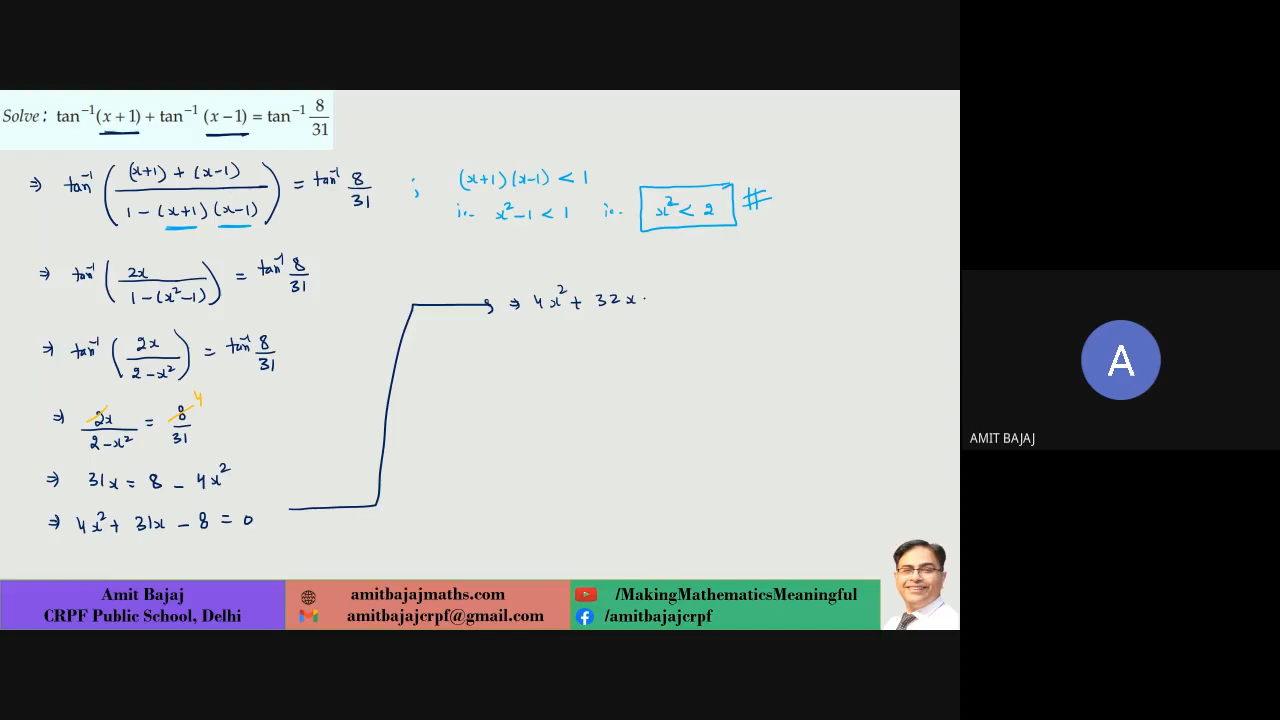 Solve : tan⁻¹(x + 1) + tan⁻¹ (x – 1) = tan⁻¹ 8/31
⇒ tan⁻¹ ( (x+1) + (x-1) / 1 - (x+1) (x-1) ) = tan⁻¹ 8/31 ; (x+1) (x-1) < 1
i.e. x² - 1 < 1 i.e. x² < 2 #
⇒ tan⁻¹ ( 2x / 1 - (x² - 1) ) = tan⁻¹ 8/31
⇒ 4x² + 32x -
⇒ tan⁻¹ ( 2x / 2 - x² ) = tan⁻¹ 8/31
⇒ 2x / 2 - x² = 8/31 4
⇒ 31x = 8 - 4x²
⇒ 4x² + 31x - 8 = 0
A
AMIT BAJAJ
Amit Bajaj
CRPF Public School, Delhi
amitbajajmaths.com
amitbajajcrpf@gmail.com
/MakingMathematicsMeaningful
/amitbajajcrpf